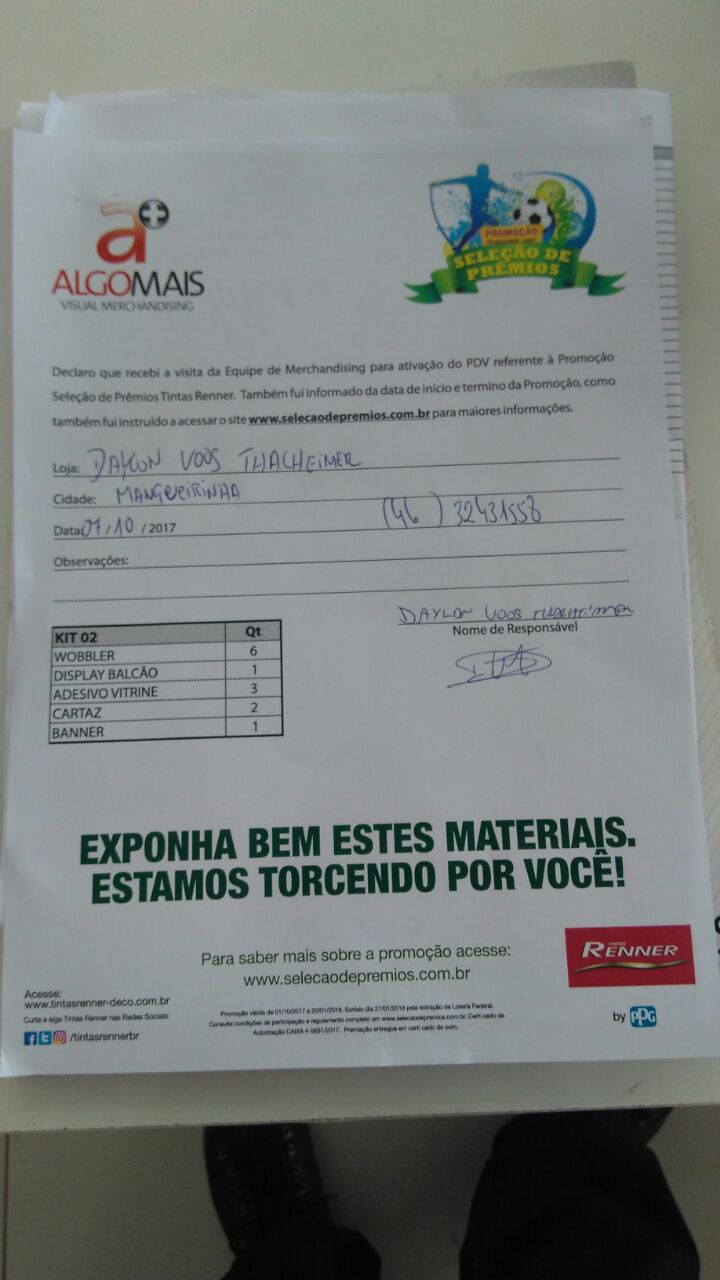 a+
ALGOMAIS
VISUAL MERCHANDISING
PROMOÇÃO
SELEÇÃO DE
PRÊMIOS
Declaro que recebi a visita da Equipe de Merchandising para ativação do PDV referente à Promoção
Seleção de Prêmios Tintas Renner. Também fui informado da data de início e termino da Promoção, como
também fui instruído a acessar o site www.selecaodepremios.com.br para maiores informações.
Loja: DAYLON VOOS THALHEIMER
Cidade: MANGUEIRINHA
Data: 07/10/2017 (46) 32431558
Observações:
DAYLON VOOS THALHEIMER
Nome de Responsável
KIT 02 Qt
WOBBLER 6
DISPLAY BALCÃO 1
ADESIVO VITRINE 3
CARTAZ 2
BANNER 1
EXPONHA BEM ESTES MATERIAIS.
ESTAMOS TORCENDO POR VOCÊ!
Para saber mais sobre a promoção acesse:
www.selecaodepremios.com.br
TINTAS
RENNER
by PPG
Acesse:
www.tintasrenner-deco.com.br
Curta e siga Tintas Renner nas Redes Sociais:
/tintasrennerbr
Promoção válida de 01/10/2017 a 20/01/2018. Sorteio dia 27/01/2018 pela extração da Loteria Federal.
Consulte condições de participação e regulamento completo em www.selecaodepremios.com.br. Certi cado de
Autorização CAIXA 4-5631/2017. Premiação entregue em certi cado de ouro.